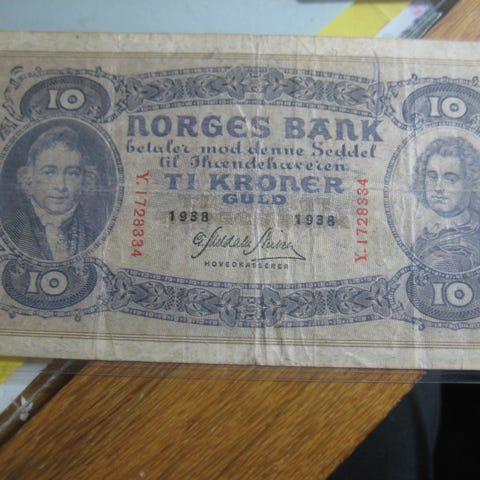 10 10
NORGES BANK
betaler mod denne Seddel
til Ihændehaveren
TI KRONER
GULD
1938 1938
Y.1728334 Y.1728334
HOVEDKASSERER
10 10